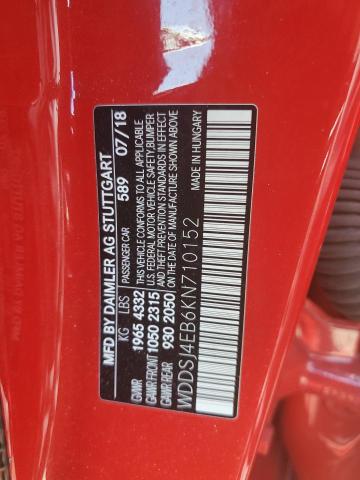 MFD BY DAIMLER AG STUTTGART
KG LBS PASSENGER CAR 589 07/18
GVWR 1965 4332 THIS VEHICLE CONFORMS TO ALL APPLICABLE
GAWR FRONT 1050 2315 U.S. FEDERAL MOTOR VEHICLE SAFETY, BUMPER
GAWR REAR 930 2050 AND THEFT PREVENTION STANDARDS IN EFFECT
ON THE DATE OF MANUFACTURE SHOWN ABOVE
WDDSJ4EB6KN710152 MADE IN HUNGARY